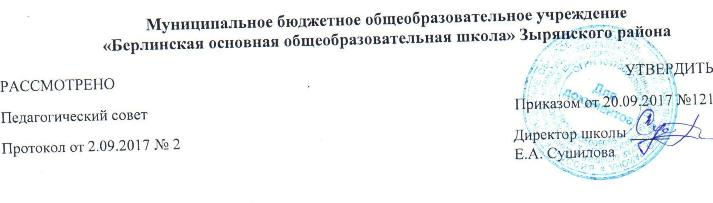 Муниципальное бюджетное общеобразовательное учреждение
«Берлинская основная общеобразовательная школа» Зырянского района
РАССМОТРЕНО
УТВЕРДИТЬ
Педагогический совет
Приказом от 20.09.2017 №121
Протокол от 2.09.2017 № 2
Директор школы
Е.А. Сушилова
Для
документов